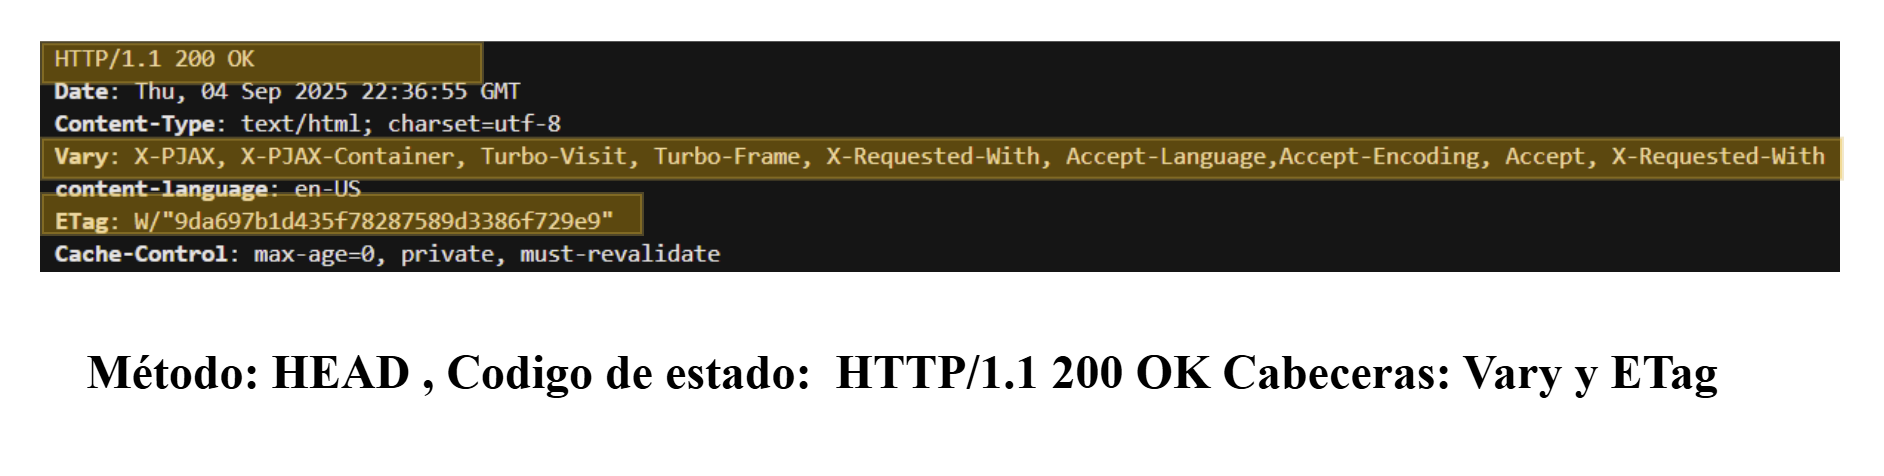 HTTP/1.1 200 OK
Date: Thu, 04 Sep 2025 22:36:55 GMT
Content-Type: text/html; charset=utf-8
Vary: X-PJAX, X-PJAX-Container, Turbo-Visit, Turbo-Frame, X-Requested-With, Accept-Language,Accept-Encoding, Accept, X-Requested-With
content-language: en-US
ETag: W/"9da697b1d435f78287589d3386f729e9"
Cache-Control: max-age=0, private, must-revalidate
Método: HEAD , Codigo de estado:  HTTP/1.1 200 OK Cabeceras: Vary y ETag